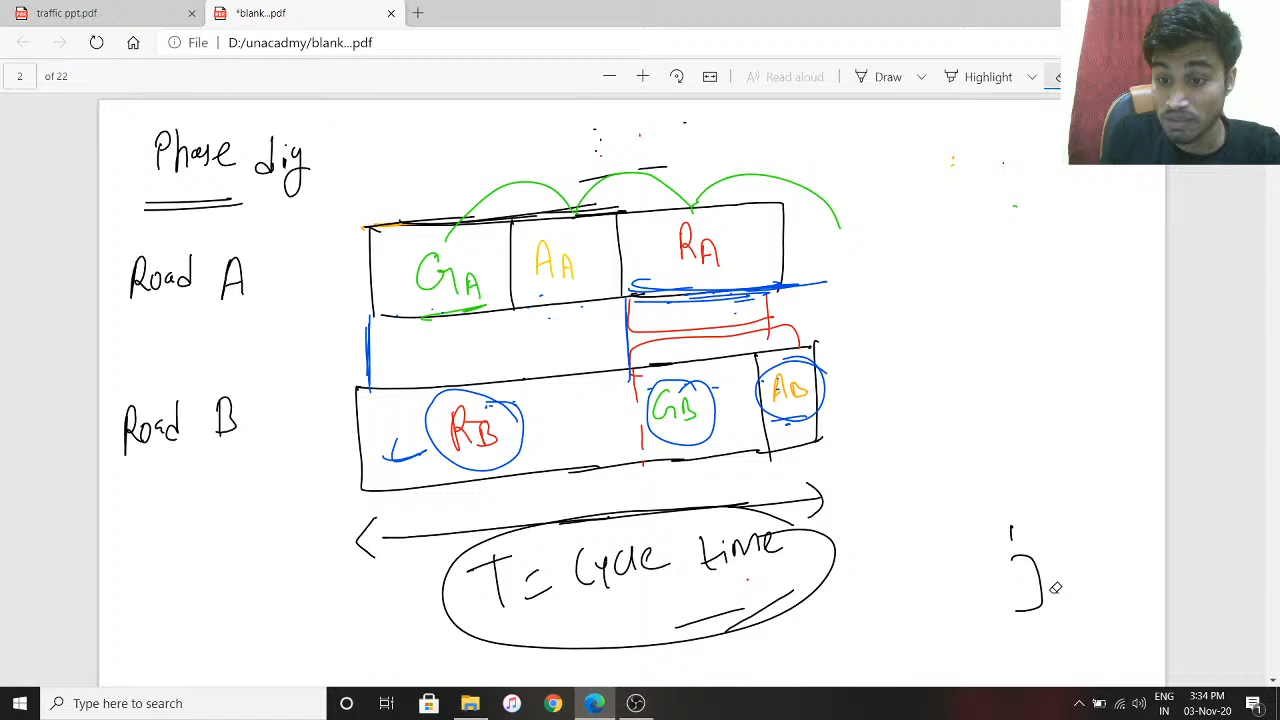 traffic ppt.pdf
*blank...pdf
File D:/unacadmy/blank...pdf
2 of 22
Read aloud
Draw
Highlight
Phase dig
Road A
GA AA RA
Road B
RB GB AB
T = Cycle time
Type here to search
ENG
IN
3:34 PM
03-Nov-20
1